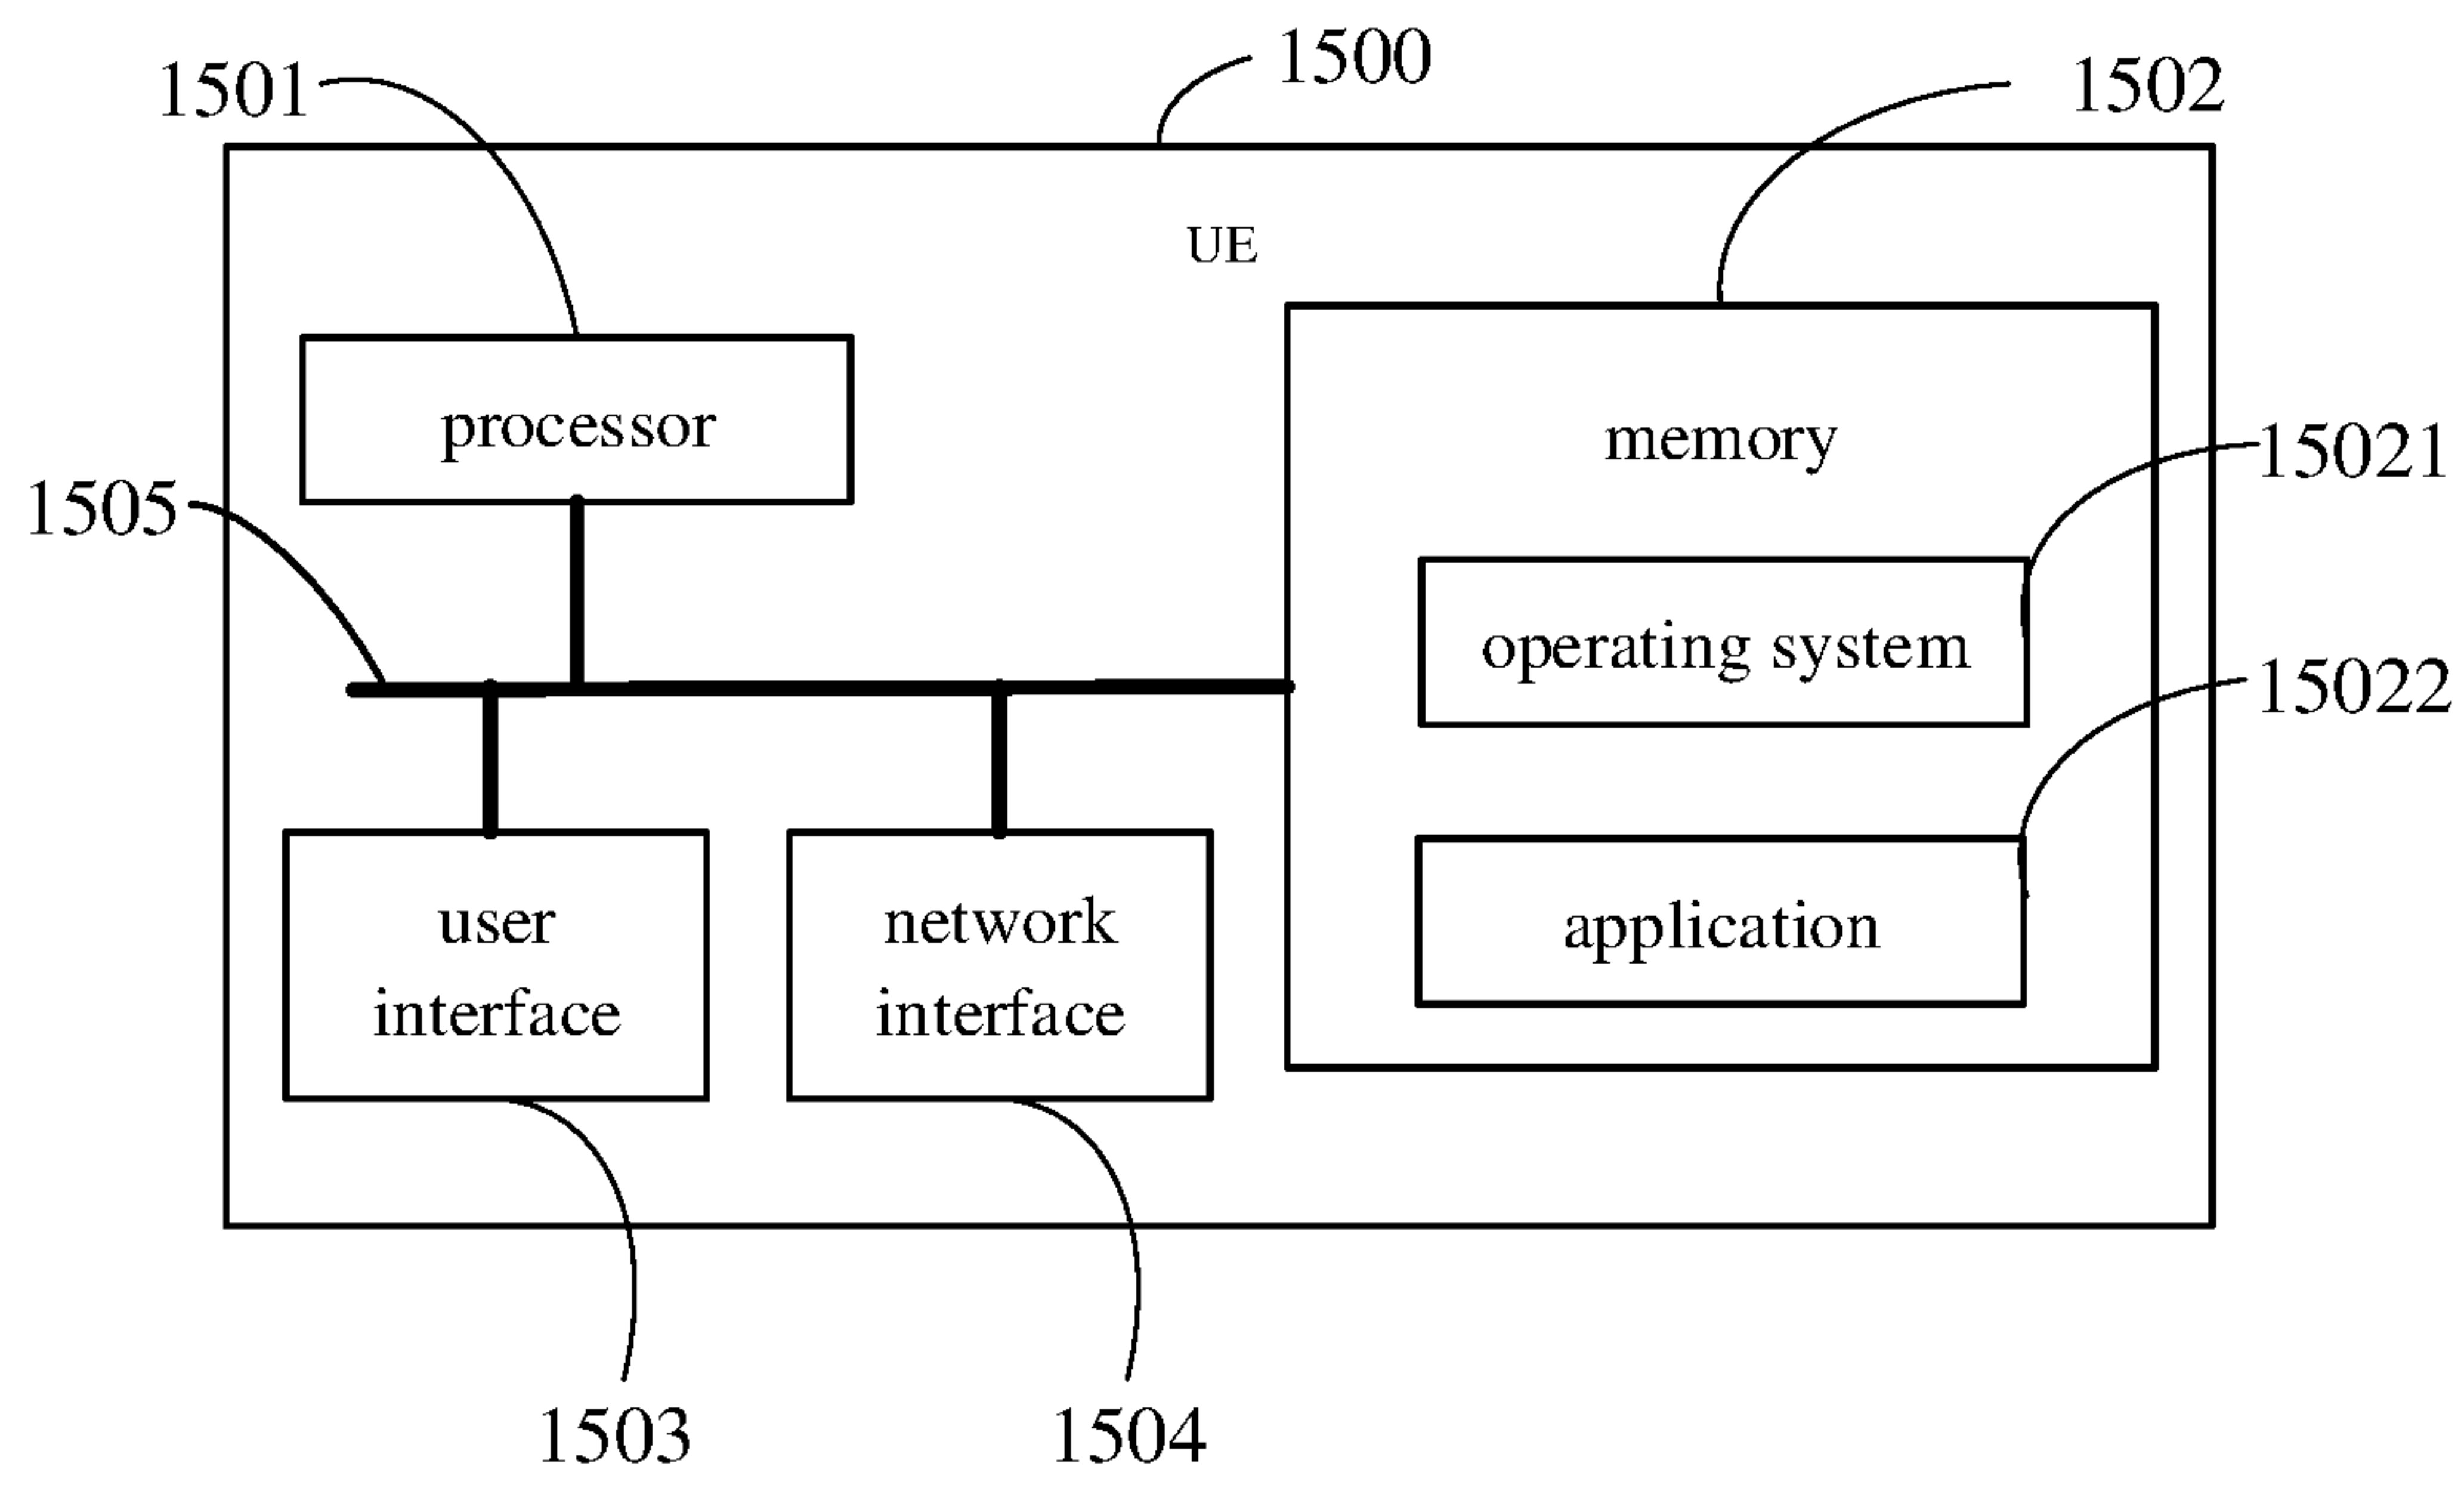 1500
1501
1502
UE
processor
memory
15021
1505
operating system
15022
user
interface
network
interface
application
1503
1504